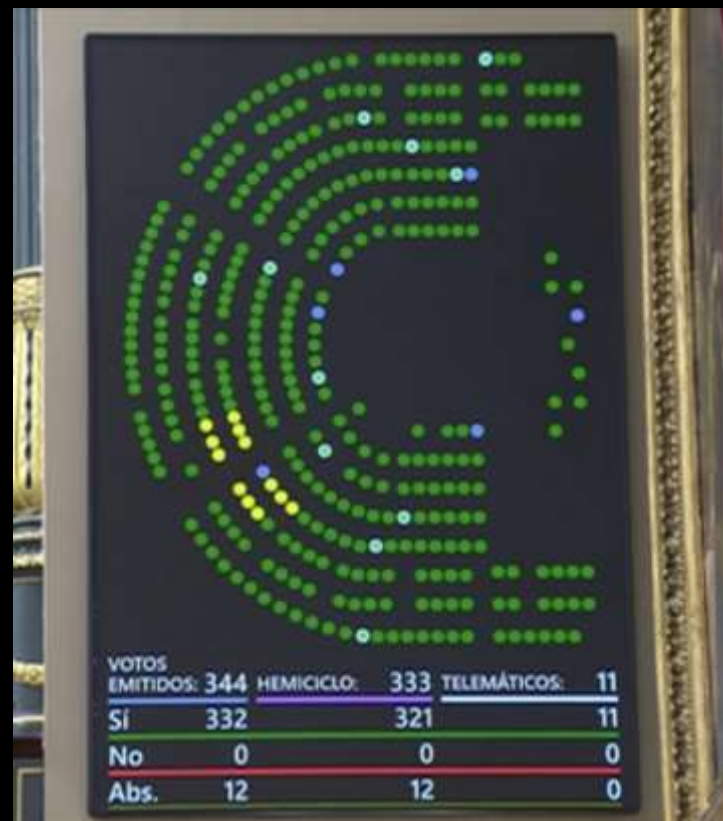 VOTOS
EMITIDOS: 344 HEMICICLO: 333 TELEMÁTICOS: 11
Sí 332 321 11
No 0 0 0
Abs. 12 12 0